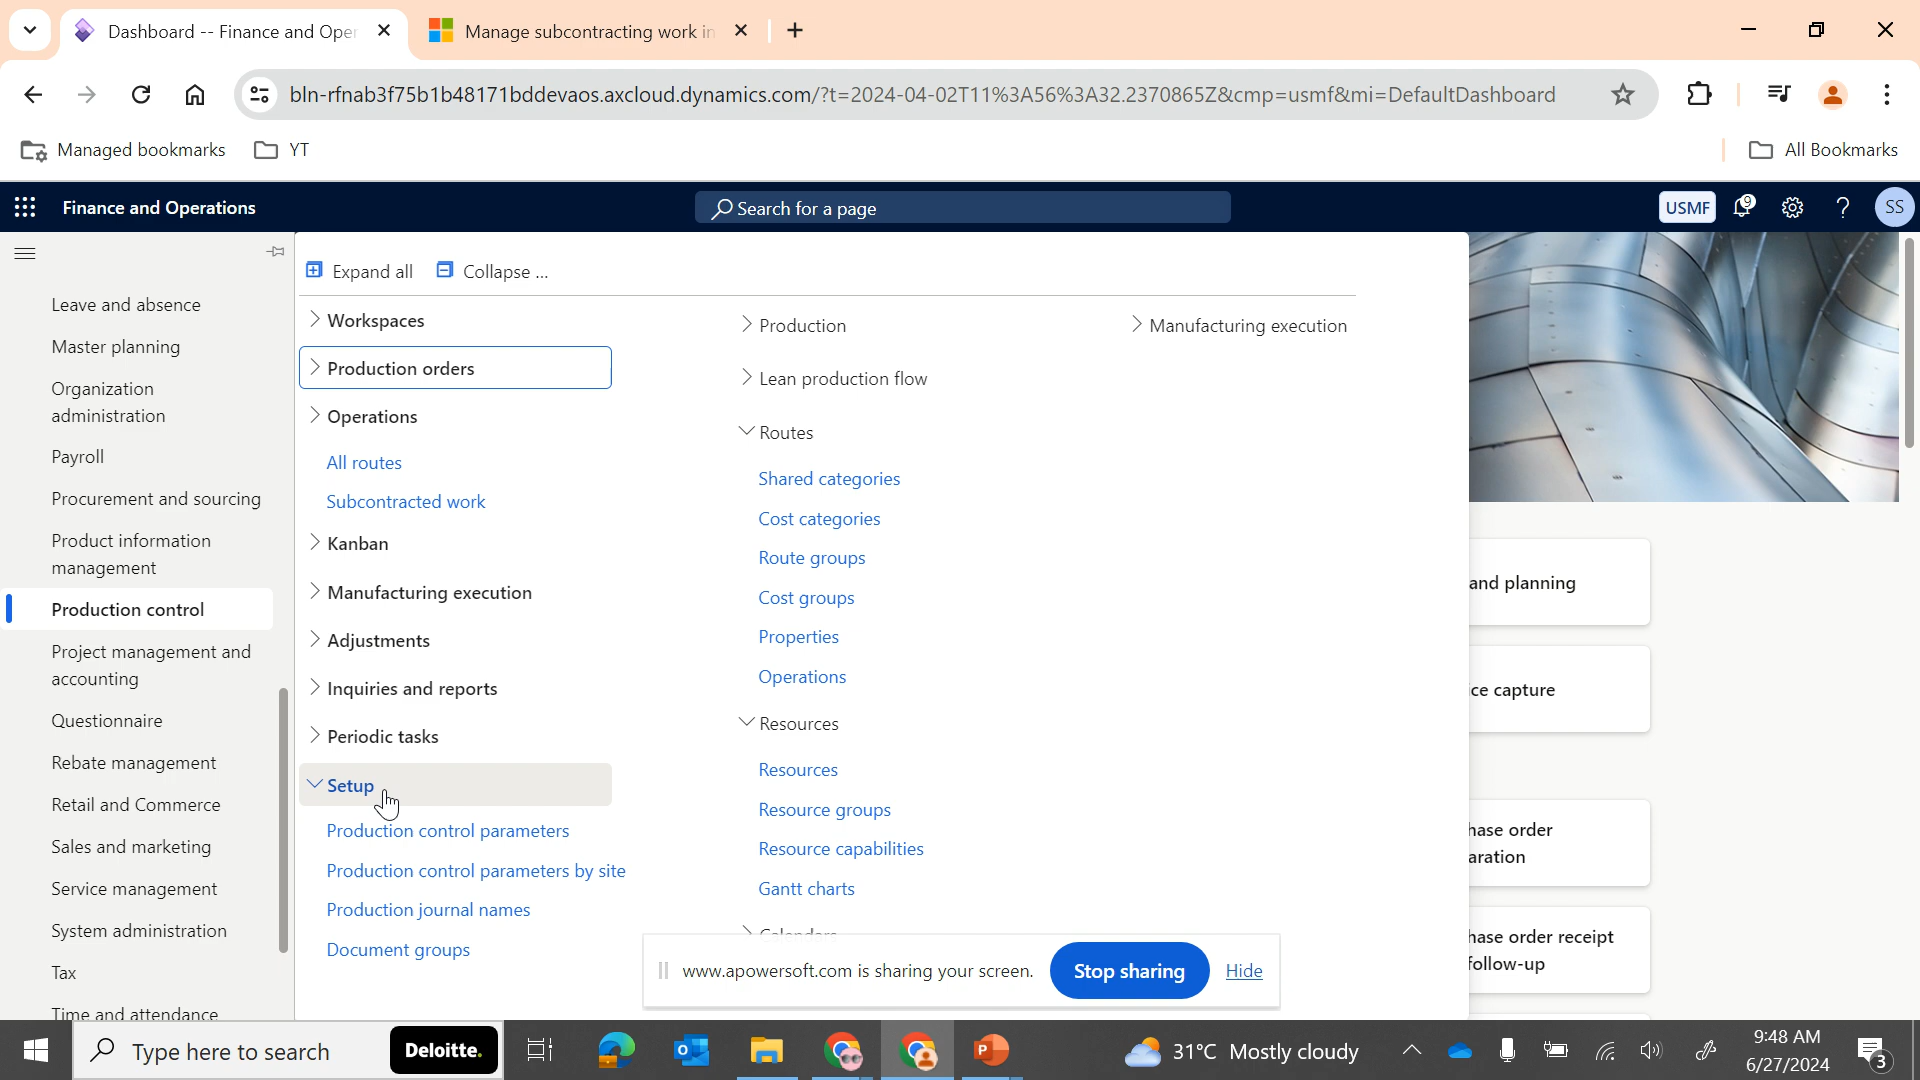 Dashboard -- Finance and Oper
Manage subcontracting work in
bln-rfnab3f75b1b48171bddevaos.axcloud.dynamics.com/?t=2024-04-02T11%3A56%3A32.2370865Z&cmp=usmf&mi=DefaultDashboard
Managed bookmarks
YT
All Bookmarks
Finance and Operations
Search for a page
USMF
9
?
SS
Leave and absence
Master planning
Organization
administration
Payroll
Procurement and sourcing
Product information
management
Production control
Project management and
accounting
Questionnaire
Rebate management
Retail and Commerce
Sales and marketing
Service management
System administration
Tax
Time and attendance
Expand all
Collapse ...
Workspaces
Production orders
Operations
All routes
Subcontracted work
Kanban
Manufacturing execution
Adjustments
Inquiries and reports
Periodic tasks
Setup
Production control parameters
Production control parameters by site
Production journal names
Document groups
Production
Lean production flow
Routes
Shared categories
Cost categories
Route groups
Cost groups
Properties
Operations
Resources
Resources
Resource groups
Resource capabilities
Gantt charts
Calendars
Manufacturing execution
and planning
ice capture
hase order
aration
hase order receipt
follow-up
www.apowersoft.com is sharing your screen.
Stop sharing
Hide
Type here to search
Deloitte.
31°C Mostly cloudy
9:48 AM
6/27/2024
3